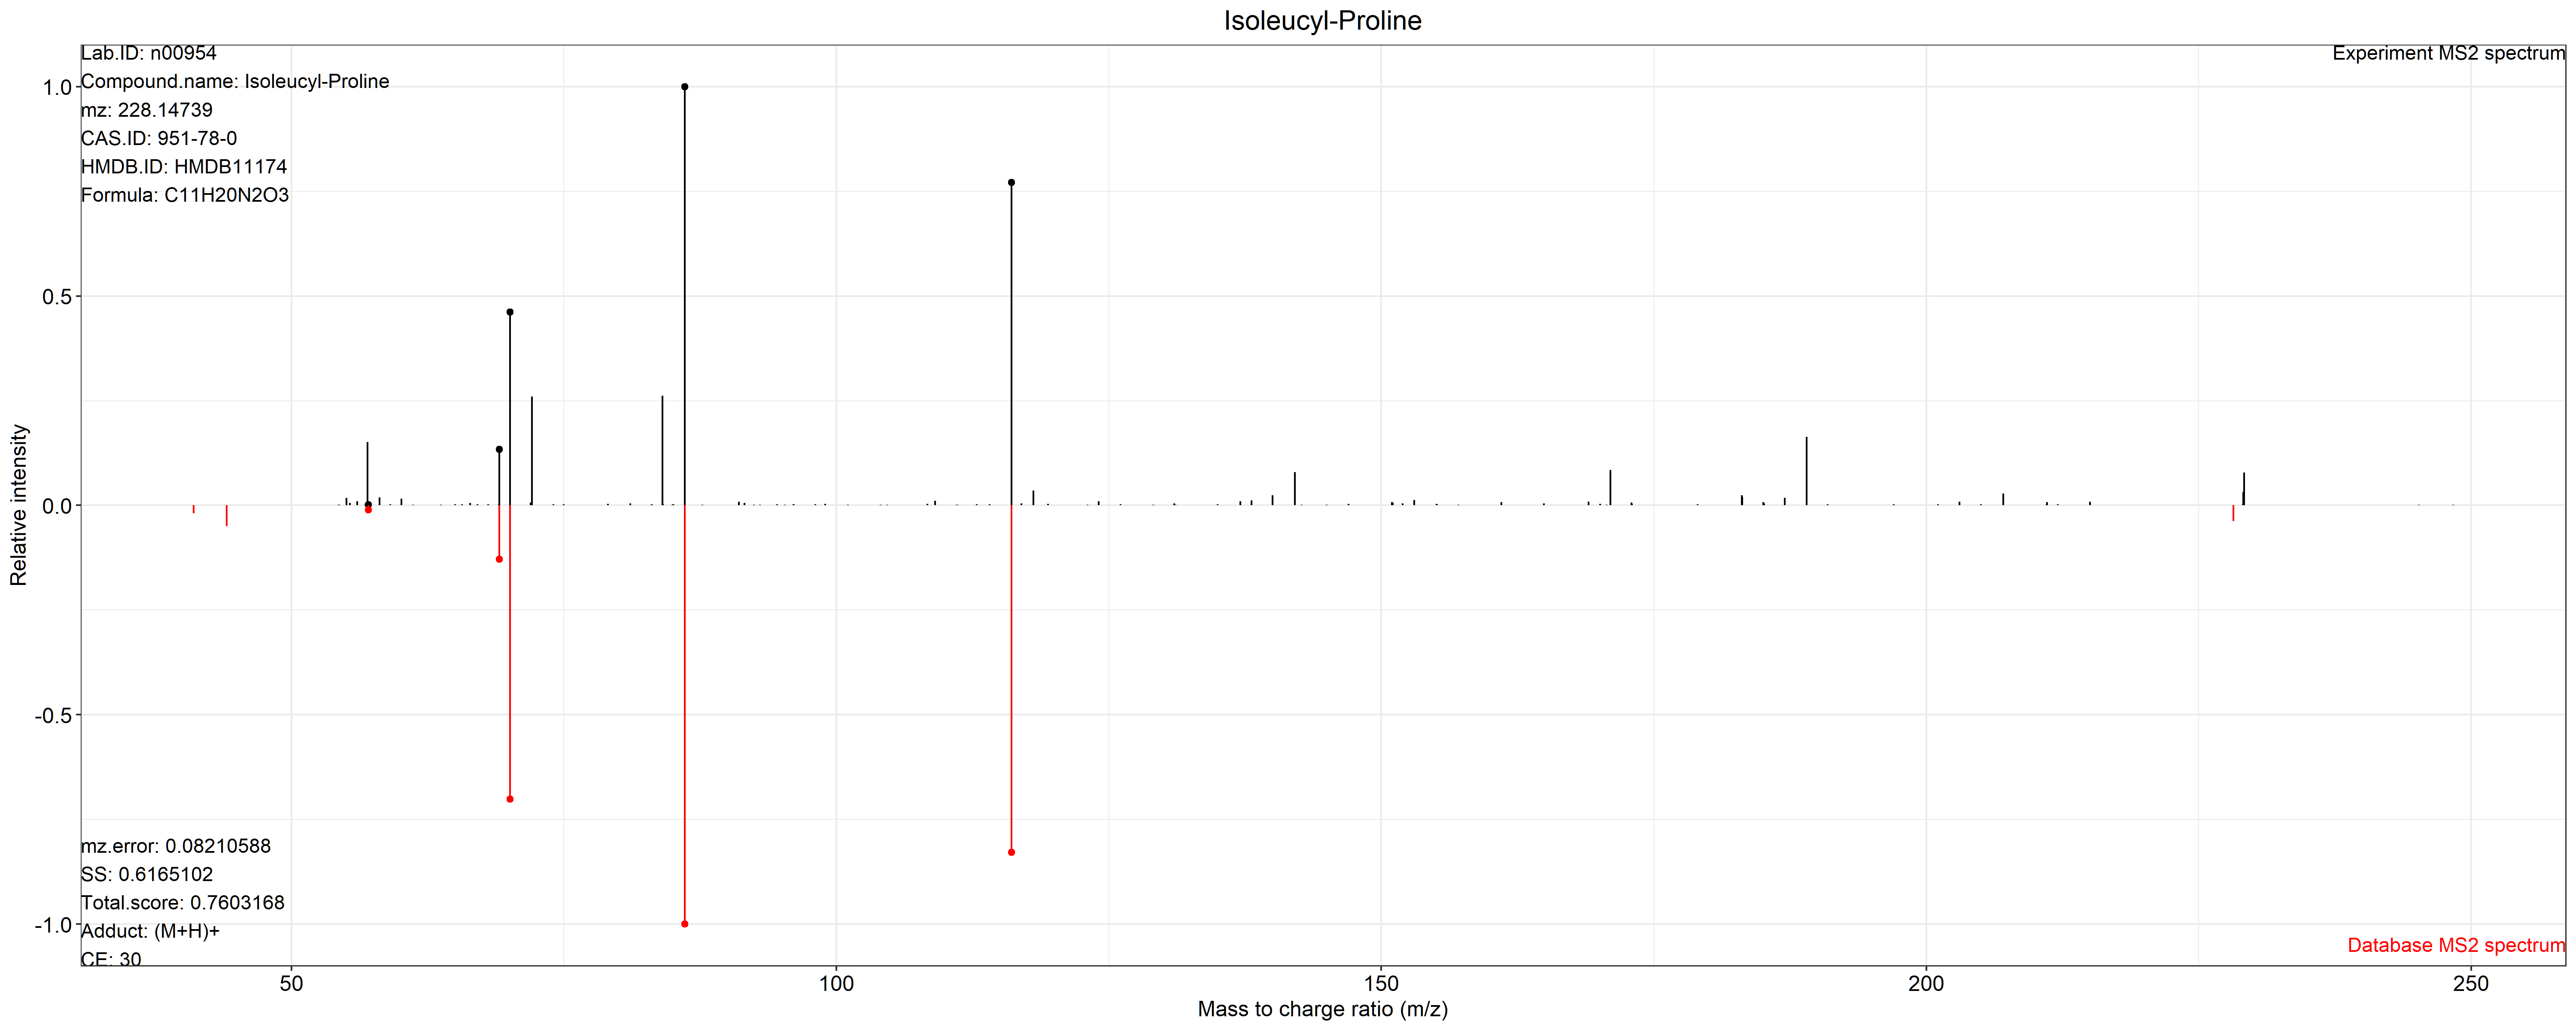 Isoleucyl-Proline
Lab.ID: n00954
Experiment MS2 spectrum
Compound.name: Isoleucyl-Proline
mz: 228.14739
CAS.ID: 951-78-0
HMDB.ID: HMDB11174
Formula: C11H20N2O3
1.0
0.5
0.0
-0.5
-1.0
Relative intensity
mz.error: 0.08210588
SS: 0.6165102
Total.score: 0.7603168
Adduct: (M+H)+
CE: 30
Database MS2 spectrum
50 100 150 200 250
Mass to charge ratio (m/z)